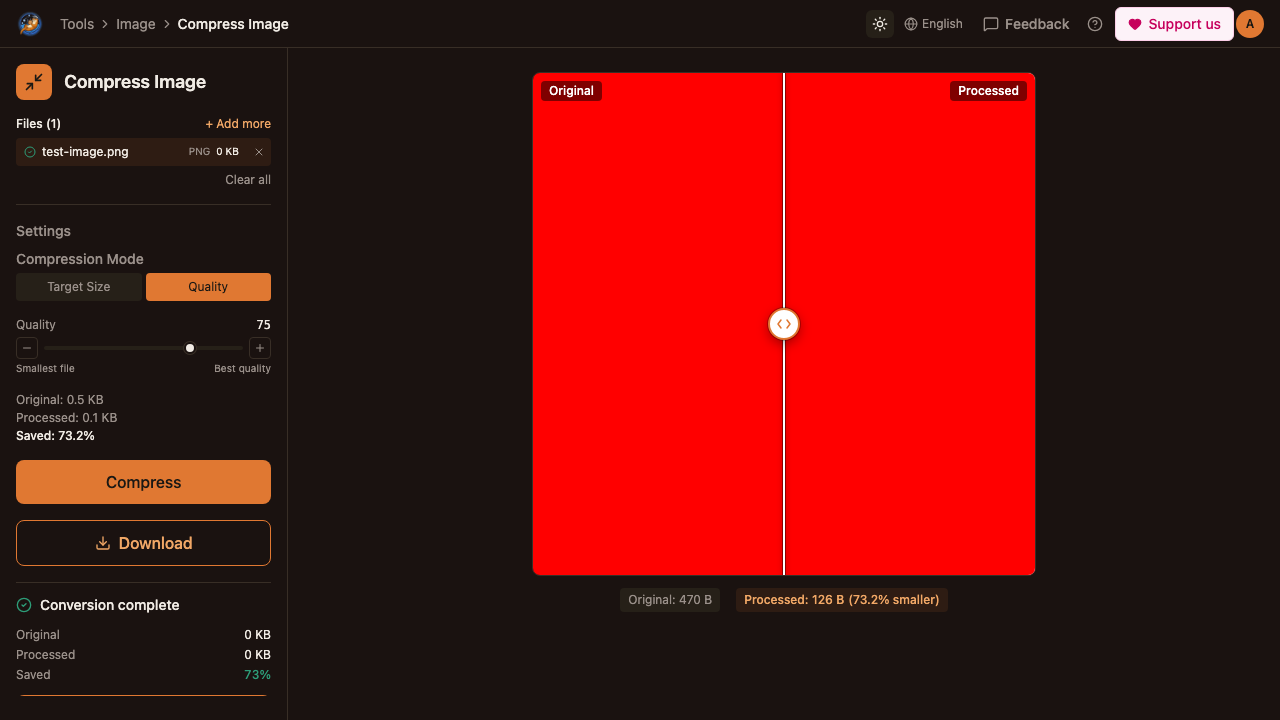 Tools > Image > Compress Image
English
Feedback
Support us
A
Compress Image
Files (1)
+ Add more
test-image.png PNG 0 KB
Clear all
Settings
Compression Mode
Target Size
Quality
Quality 75
Smallest file
Best quality
Original: 0.5 KB
Processed: 0.1 KB
Saved: 73.2%
Compress
Download
Conversion complete
Original 0 KB
Processed 0 KB
Saved 73%
Original
Processed
Original: 470 B
Processed: 126 B (73.2% smaller)